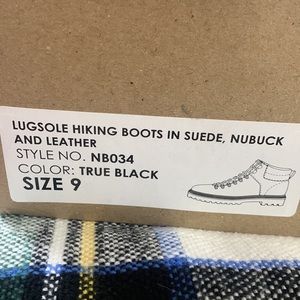 LUGSOLE HIKING BOOTS IN SUEDE, NUBUCK
AND LEATHER
STYLE NO. NB034
COLOR: TRUE BLACK
SIZE 9